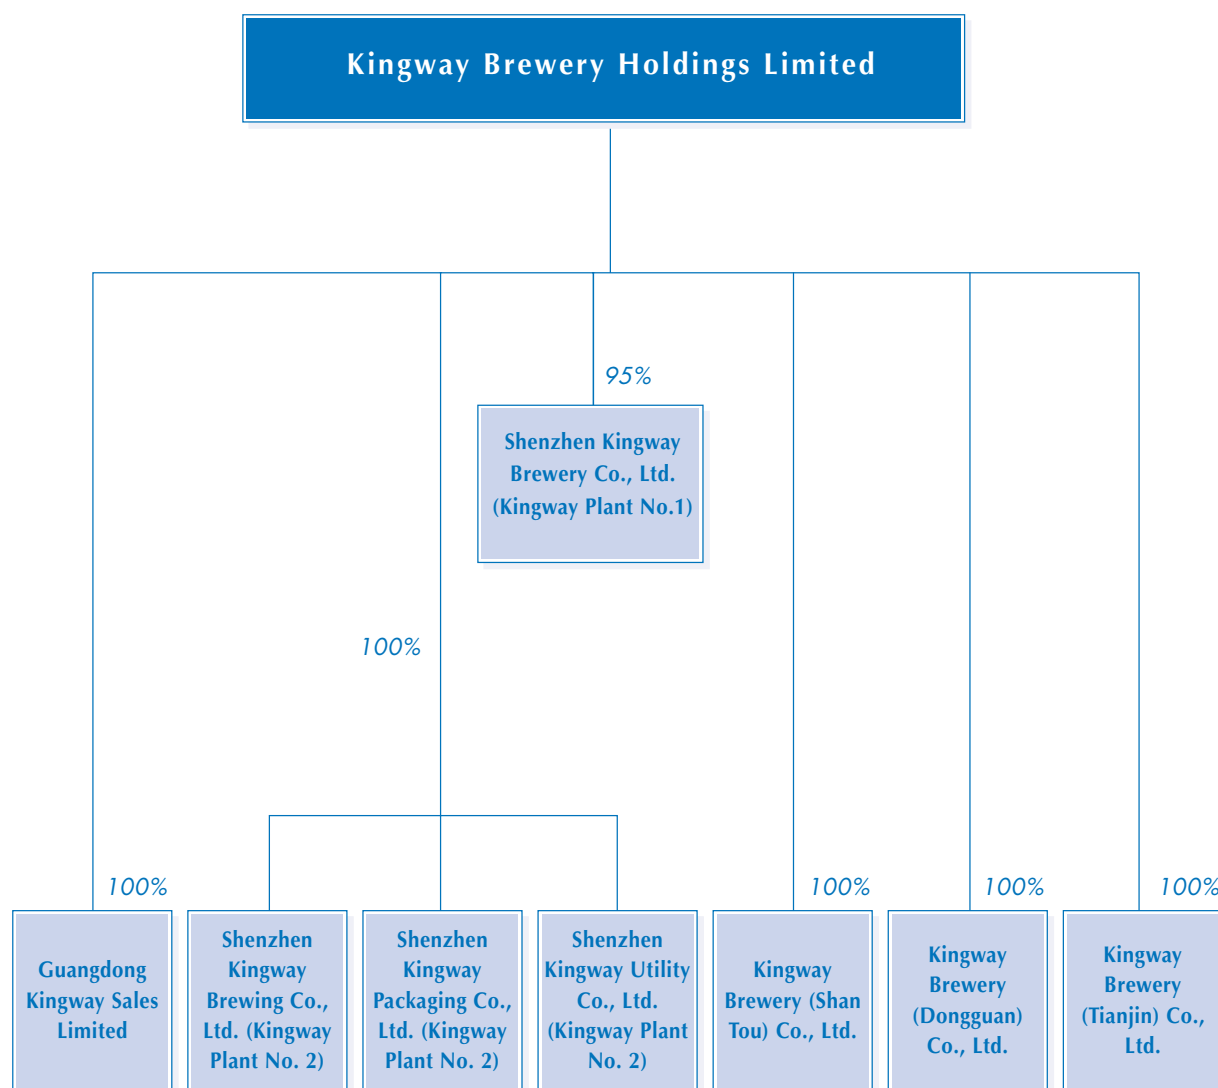 Kingway Brewery Holdings Limited
95%
Shenzhen Kingway
Brewery Co., Ltd.
(Kingway Plant No.1)
100%
100%
Guangdong
Kingway Sales
Limited
Shenzhen
Kingway
Brewing Co.,
Ltd. (Kingway
Plant No. 2)
Shenzhen
Kingway
Packaging Co.,
Ltd. (Kingway
Plant No. 2)
Shenzhen
Kingway Utility
Co., Ltd.
(Kingway Plant
No. 2)
100%
Kingway
Brewery (Shan
Tou) Co., Ltd.
100%
Kingway
Brewery
(Dongguan)
Co., Ltd.
100%
Kingway
Brewery
(Tianjin) Co.,
Ltd.